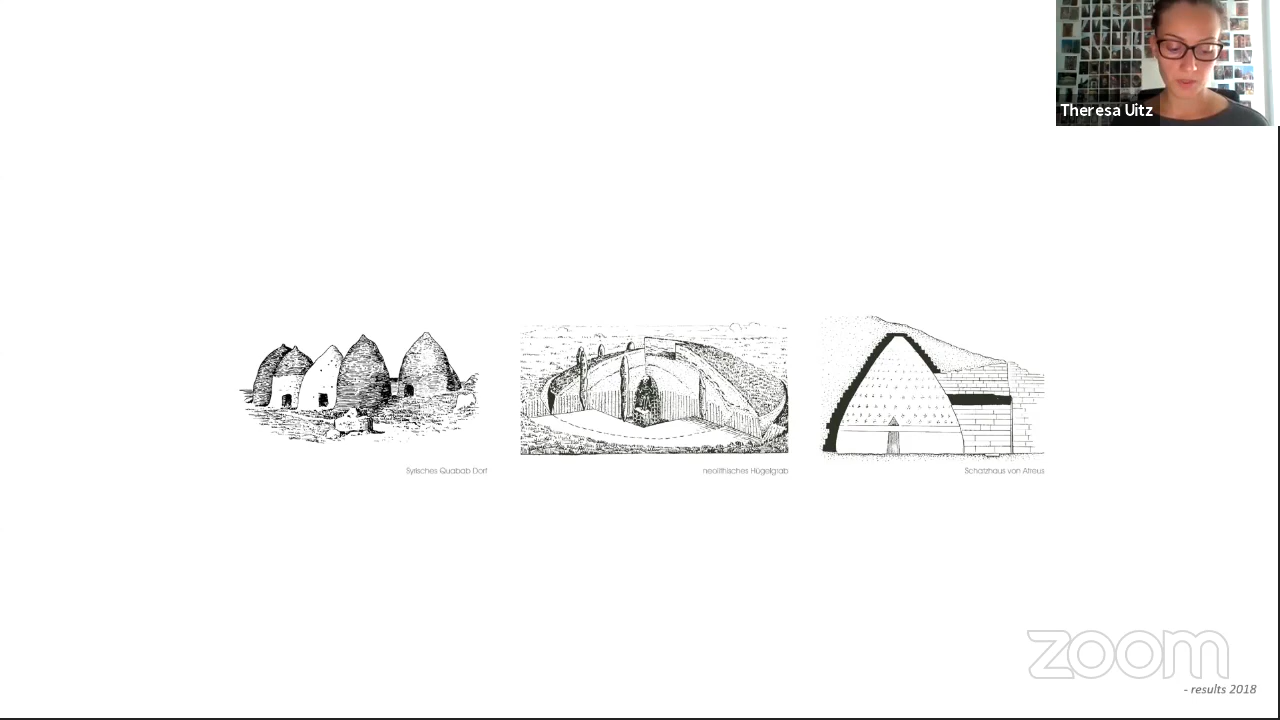 Theresa Uitz
Syrisches Quabab Dorf
neolithisches Hügelgrab
Schatzhaus von Atreus
zoom
- results 2018